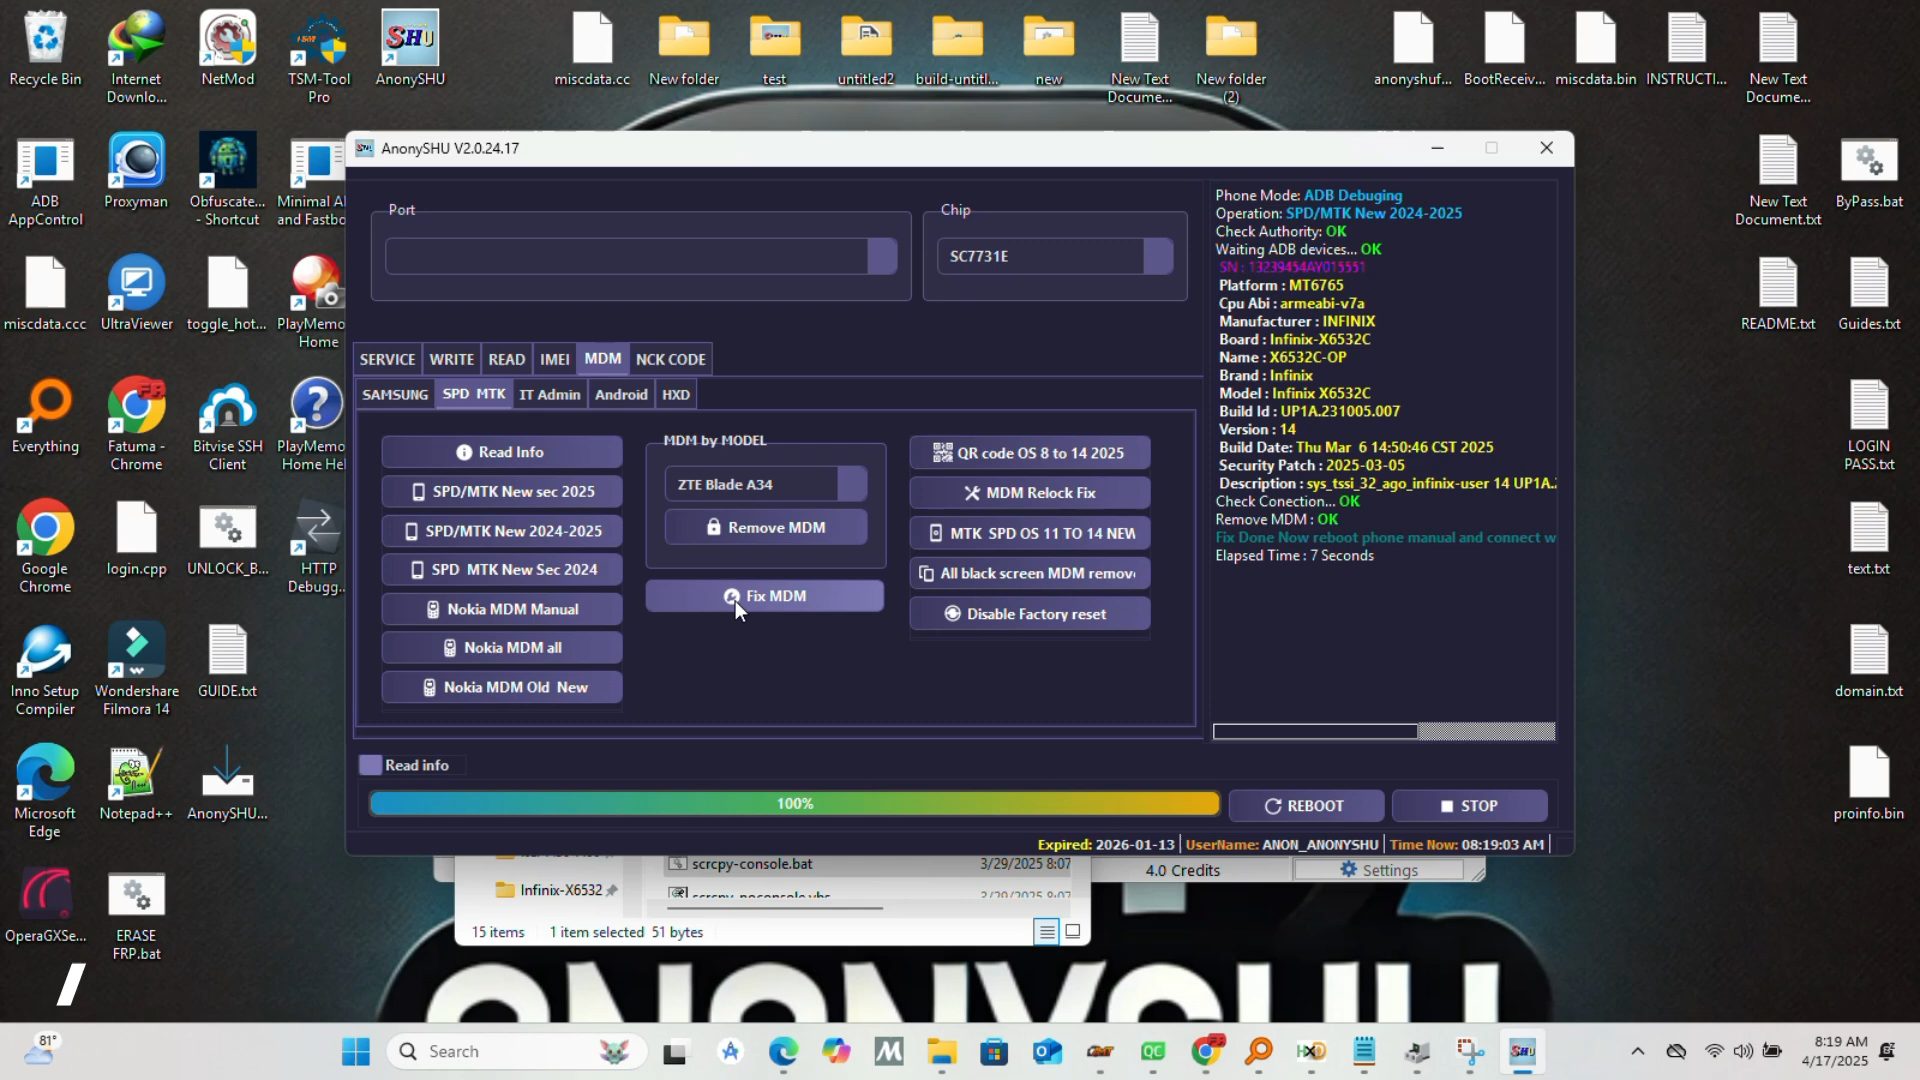 Recycle Bin
Internet
Downlo...
NetMod
TSM-Tool
Pro
SHU
AnonySHU
miscdata.cc
New folder
test
untitled2
build-untitl...
new
New Text
Docume...
New folder
(2)
anonyshuf...
BootReceiv...
miscdata.bin
INSTRUCTI...
New Text
Docume...
ADB
AppControl
Proxyman
Obfuscate...
- Shortcut
Minimal A
and Fastbo
New Text
Document.txt
ByPass.bat
miscdata.ccc
UltraViewer
toggle_hot...
PlayMemo
Home
README.txt
Guides.txt
Everything
Fatuma -
Chrome
Bitvise SSH
Client
PlayMemo
Home He
LOGIN
PASS.txt
Google
Chrome
login.cpp
UNLOCK_B...
HTTP
Debugg.
text.txt
Inno Setup
Compiler
Wondershare
Filmora 14
GUIDE.txt
domain.txt
Microsoft
Edge
Notepad++
AnonySHU...
proinfo.bin
OperaGXSe...
ERASE
FRP.bat
AnonySHU V2.0.24.17
Port
Chip
SC7731E
SERVICE WRITE READ IMEI MDM NCK CODE
SAMSUNG SPD MTK IT Admin Android HXD
Read Info
SPD/MTK New sec 2025
SPD/MTK New 2024-2025
SPD MTK New Sec 2024
Nokia MDM Manual
Nokia MDM all
Nokia MDM Old New
MDM by MODEL
ZTE Blade A34
Remove MDM
Fix MDM
QR code OS 8 to 14 2025
MDM Relock Fix
MTK SPD OS 11 TO 14 NEW
All black screen MDM remov
Disable Factory reset
Phone Mode: ADB Debuging
Operation: SPD/MTK New 2024-2025
Check Authority: OK
Waiting ADB devices... OK
SN : 13239454AY015551
Platform : MT6765
Cpu Abi : armeabi-v7a
Manufacturer : INFINIX
Board : Infinix-X6532C
Name : X6532C-OP
Brand : Infinix
Model : Infinix X6532C
Build Id : UP1A.231005.007
Version : 14
Build Date: Thu Mar 6 14:50:46 CST 2025
Security Patch : 2025-03-05
Description : sys_tssi_32_ago_infinix-user 14 UP1A.
Check Conection... OK
Remove MDM : OK
Fix Done Now reboot phone manual and connect w
Elapsed Time : 7 Seconds
Read info
100%
REBOOT
STOP
Expired: 2026-01-13 UserName: ANON_ANONYSHU Time Now: 08:19:03 AM
scrcpy-console.bat 3/29/2025 8:07
Infinix-X6532
scrcpy-noconsole.vbs 3/29/2025 8:07
15 items 1 item selected 51 bytes
4.0 Credits
Settings
ANONYSHU
81°
Search
8:19 AM
4/17/2025